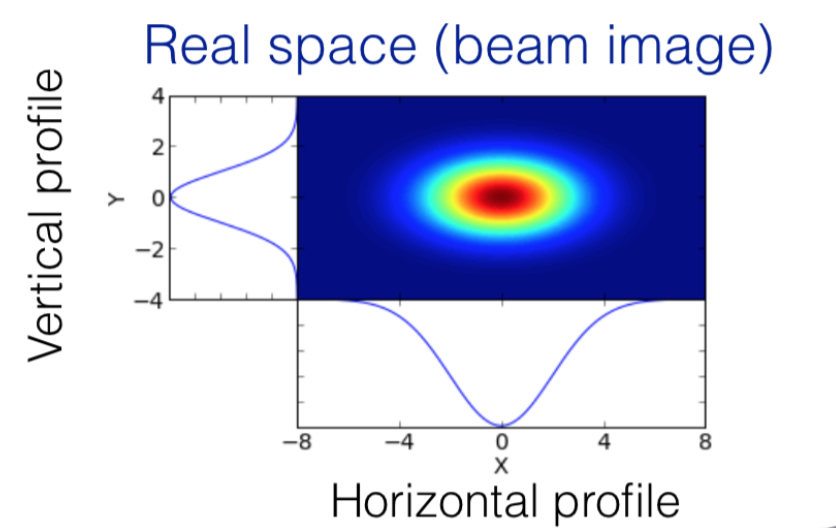 Real space (beam image)
Vertical profile
Y
4
2
0
−2
−4
−8 −4 0 4 8
X
Horizontal profile